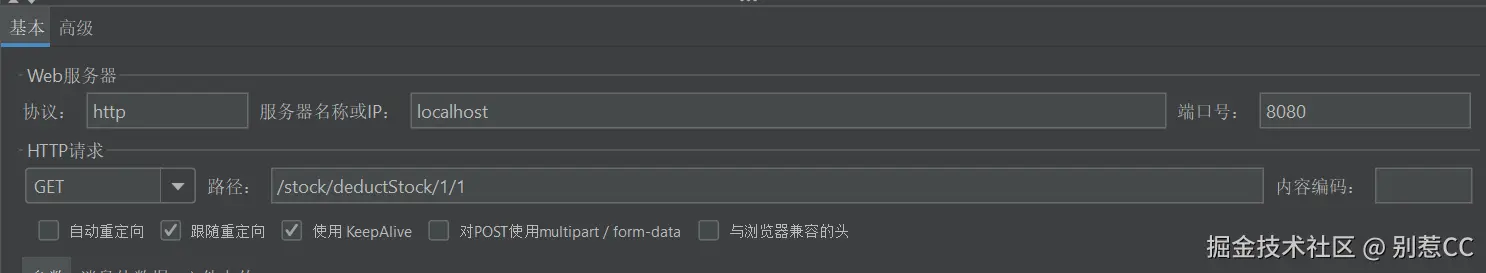 基本 高级
Web服务器
协议： http 服务器名称或IP： localhost 端口号： 8080
HTTP请求
GET 路径： /stock/deductStock/1/1 内容编码：
自动重定向 跟随重定向 使用 KeepAlive 对POST使用multipart / form-data 与浏览器兼容的头
掘金技术社区 @ 别惹CC